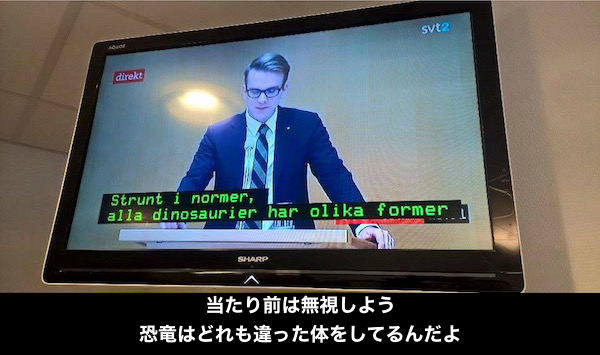 AQUOS
svt2
direkt
Strunt i normer,
alla dinosaurier har olika former
SHARP
当たり前は無視しよう
恐竜はどれも違った体をしてるんだよ